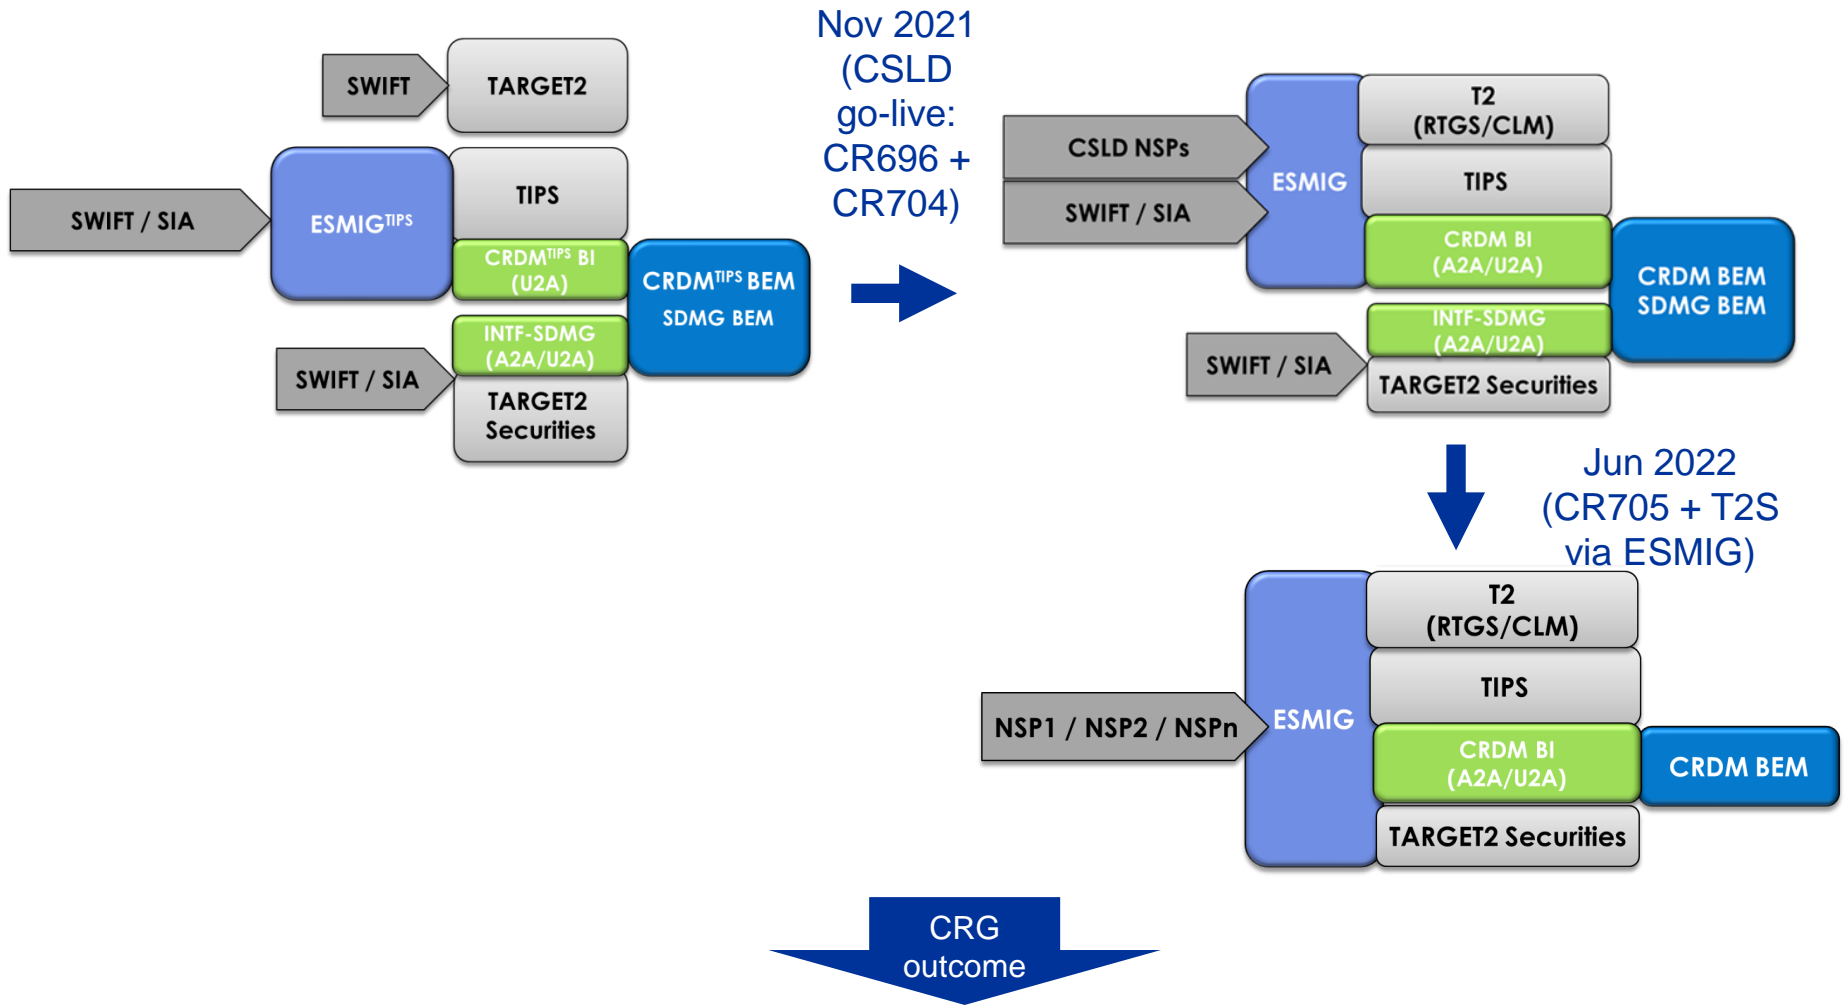 SWIFT
TARGET2
SWIFT / SIA
ESMIGTIPS
TIPS
CRDMTIPS BI
(U2A)
CRDMTIPS BEM
SDMG BEM
INTF-SDMG
(A2A/U2A)
SWIFT / SIA
TARGET2
Securities
Nov 2021
(CSLD
go-live:
CR696 +
CR704)
CSLD NSPs
SWIFT / SIA
ESMIG
T2
(RTGS/CLM)
TIPS
CRDM BI
(A2A/U2A)
CRDM BEM
SDMG BEM
INTF-SDMG
(A2A/U2A)
SWIFT / SIA
TARGET2 Securities
Jun 2022
(CR705 + T2S
via ESMIG)
NSP1 / NSP2 / NSPn
ESMIG
T2
(RTGS/CLM)
TIPS
CRDM BI
(A2A/U2A)
CRDM BEM
TARGET2 Securities
CRG
outcome